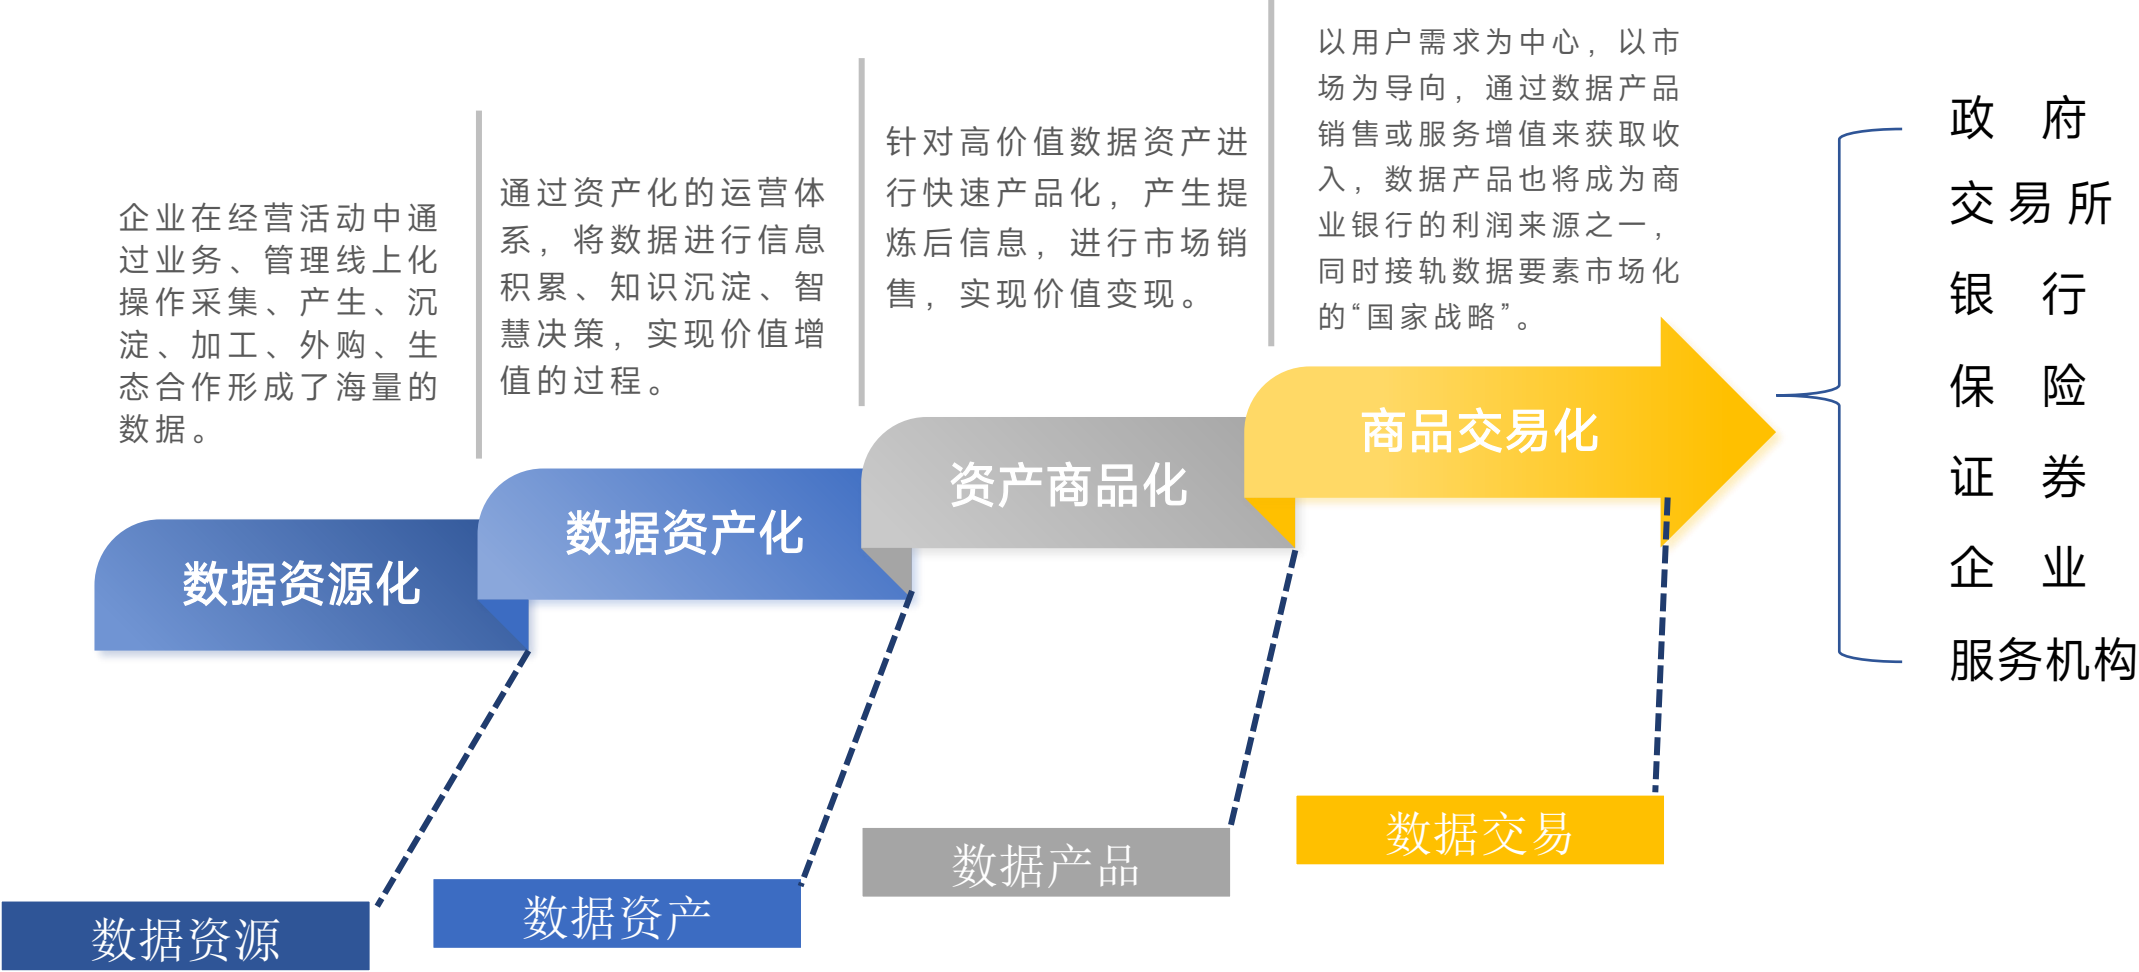 企业在经营活动中通
过业务、管理线上化
操作采集、产生、沉
淀、加工、外购、生
态合作形成了海量的
数据。
数据资源化
通过资产化的运营体
系，将数据进行信息
积累、知识沉淀、智
慧决策，实现价值增
值的过程。
数据资产化
针对高价值数据资产进
行快速产品化，产生提
炼后信息，进行市场销
售，实现价值变现。
资产商品化
以用户需求为中心，以市
场为导向，通过数据产品
销售或服务增值来获取收
入，数据产品也将成为商
业银行的利润来源之一，
同时接轨数据要素市场化
的“国家战略”。
商品交易化
政 府
交 易 所
银 行
保 险
证 券
企 业
服务机构
数据资源
数据资产
数据产品
数据交易